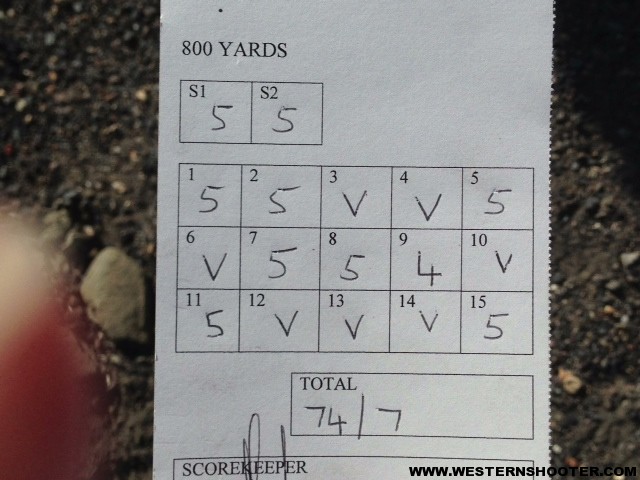 800 YARDS
S1 S2
5 5
1 2 3 4 5
5 5 V V 5
6 7 8 9 10
V 5 5 4 V
11 12 13 14 15
5 V V V 5
TOTAL
74/7
SCOREKEEPER
WWW.WESTERNSHOOTER.COM